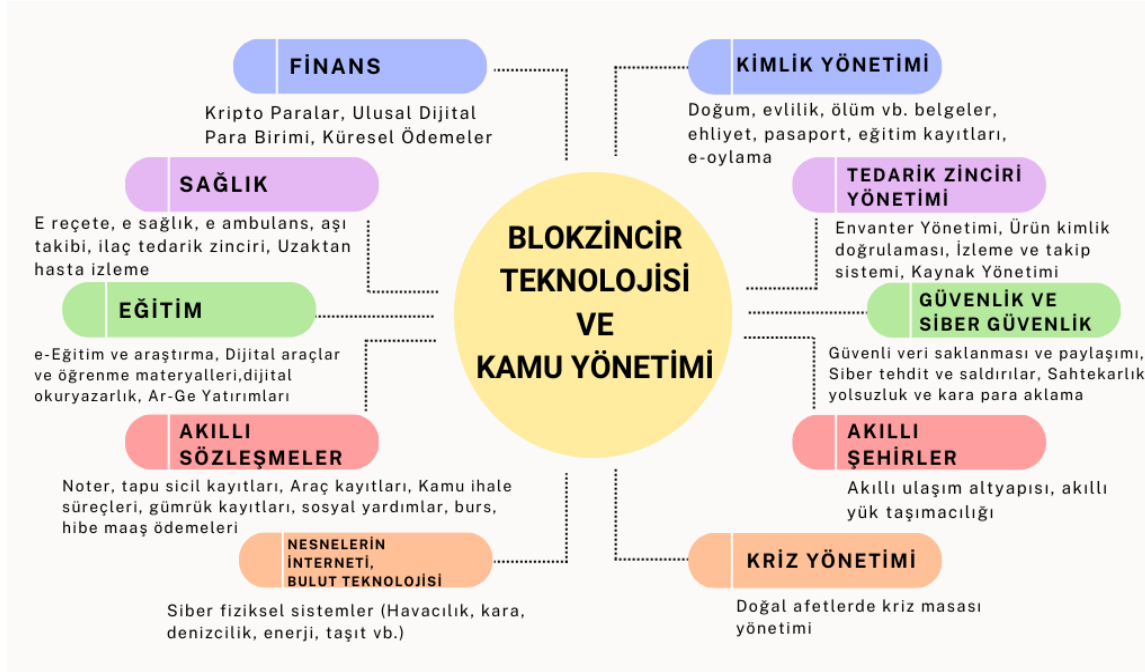 FİNANS
Kripto Paralar, Ulusal Dijital
Para Birimi, Küresel Ödemeler
SAĞLIK
E reçete, e sağlık, e ambulans, aşı
takibi, ilaç tedarik zinciri, Uzaktan
hasta izleme
EĞİTİM
e-Eğitim ve araştırma, Dijital araçlar
ve öğrenme materyalleri,dijital
okuryazarlık, Ar-Ge Yatırımları
AKILLI
SÖZLEŞMELER
Noter, tapu sicil kayıtları, Araç kayıtları, Kamu ihale
süreçleri, gümrük kayıtları, sosyal yardımlar, burs,
hibe maaş ödemeleri
NESNELERİN
İNTERNETİ,
BULUT TEKNOLOJİSİ
Siber fiziksel sistemler (Havacılık, kara,
denizcilik, enerji, taşıt vb.)
BLOKZİNCİR
TEKNOLOJİSİ
VE
KAMU YÖNETİMİ
KİMLİK YÖNETİMİ
Doğum, evlilik, ölüm vb. belgeler,
ehliyet, pasaport, eğitim kayıtları,
e-oylama
TEDARİK ZİNCİRİ
YÖNETİMİ
Envanter Yönetimi, Ürün kimlik
doğrulaması, İzleme ve takip
sistemi, Kaynak Yönetimi
GÜVENLİK VE
SİBER GÜVENLİK
Güvenli veri saklanması ve paylaşımı,
Siber tehdit ve saldırılar, Sahtekarlık
yolsuzluk ve kara para aklama
AKILLI
ŞEHİRLER
Akıllı ulaşım altyapısı, akıllı
yük taşımacılığı
KRİZ YÖNETİMİ
Doğal afetlerde kriz masası
yönetimi